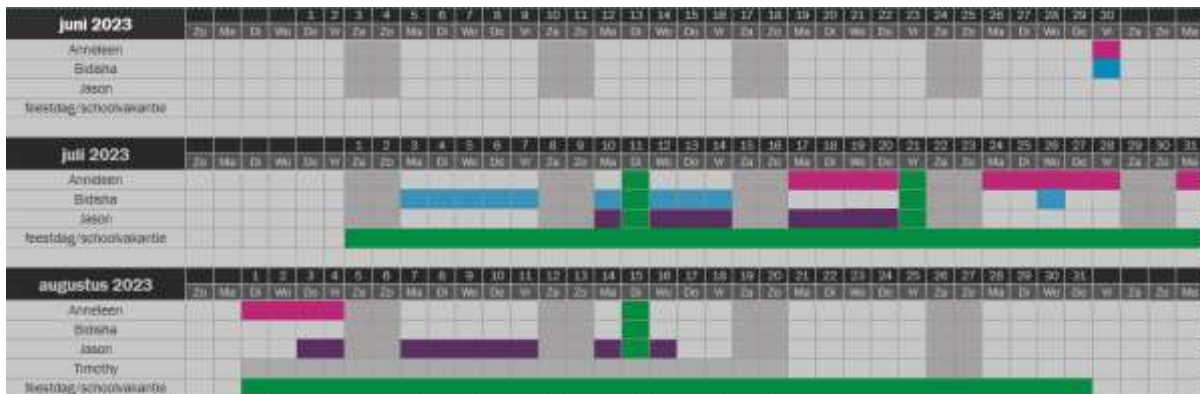 juni 2023 1 2 3 4 5 6 7 8 9 10 11 12 13 14 15 16 17 18 19 20 21 22 23 24 25 26 27 28 29 30
Zo Ma Di Wo Do Vr Za Zo Ma Di Wo Do Vr Za Zo Ma Di Wo Do Vr Za Zo Ma Di Wo Do Vr Za Zo Ma Di Wo Do Vr Za Zo Ma
Anneleen
Bidisha
Jason
feestdag/schoolvakantie
juli 2023 1 2 3 4 5 6 7 8 9 10 11 12 13 14 15 16 17 18 19 20 21 22 23 24 25 26 27 28 29 30 31
Zo Ma Di Wo Do Vr Za Zo Ma Di Wo Do Vr Za Zo Ma Di Wo Do Vr Za Zo Ma Di Wo Do Vr Za Zo Ma Di Wo Do Vr Za Zo Ma
Anneleen
Bidisha
Jason
feestdag/schoolvakantie
augustus 2023 1 2 3 4 5 6 7 8 9 10 11 12 13 14 15 16 17 18 19 20 21 22 23 24 25 26 27 28 29 30 31
Zo Ma Di Wo Do Vr Za Zo Ma Di Wo Do Vr Za Zo Ma Di Wo Do Vr Za Zo Ma Di Wo Do Vr Za Zo Ma Di Wo Do Vr Za Zo Ma
Anneleen
Bidisha
Jason
Timothy
feestdag/schoolvakantie